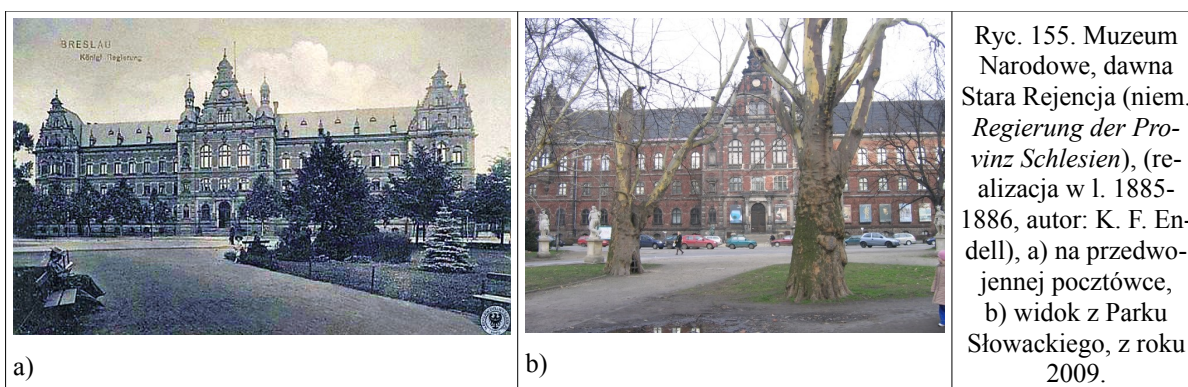 BRESLAU
Königl Regierung
a)
b)
Ryc. 155. Muzeum
Narodowe, dawna
Stara Rejencja (niem.
Regierung der Pro-
vinz Schlesien), (re-
alizacja w l. 1885-
1886, autor: K. F. En-
dell), a) na przedwo-
jennej pocztówce,
b) widok z Parku
Słowackiego, z roku
2009.